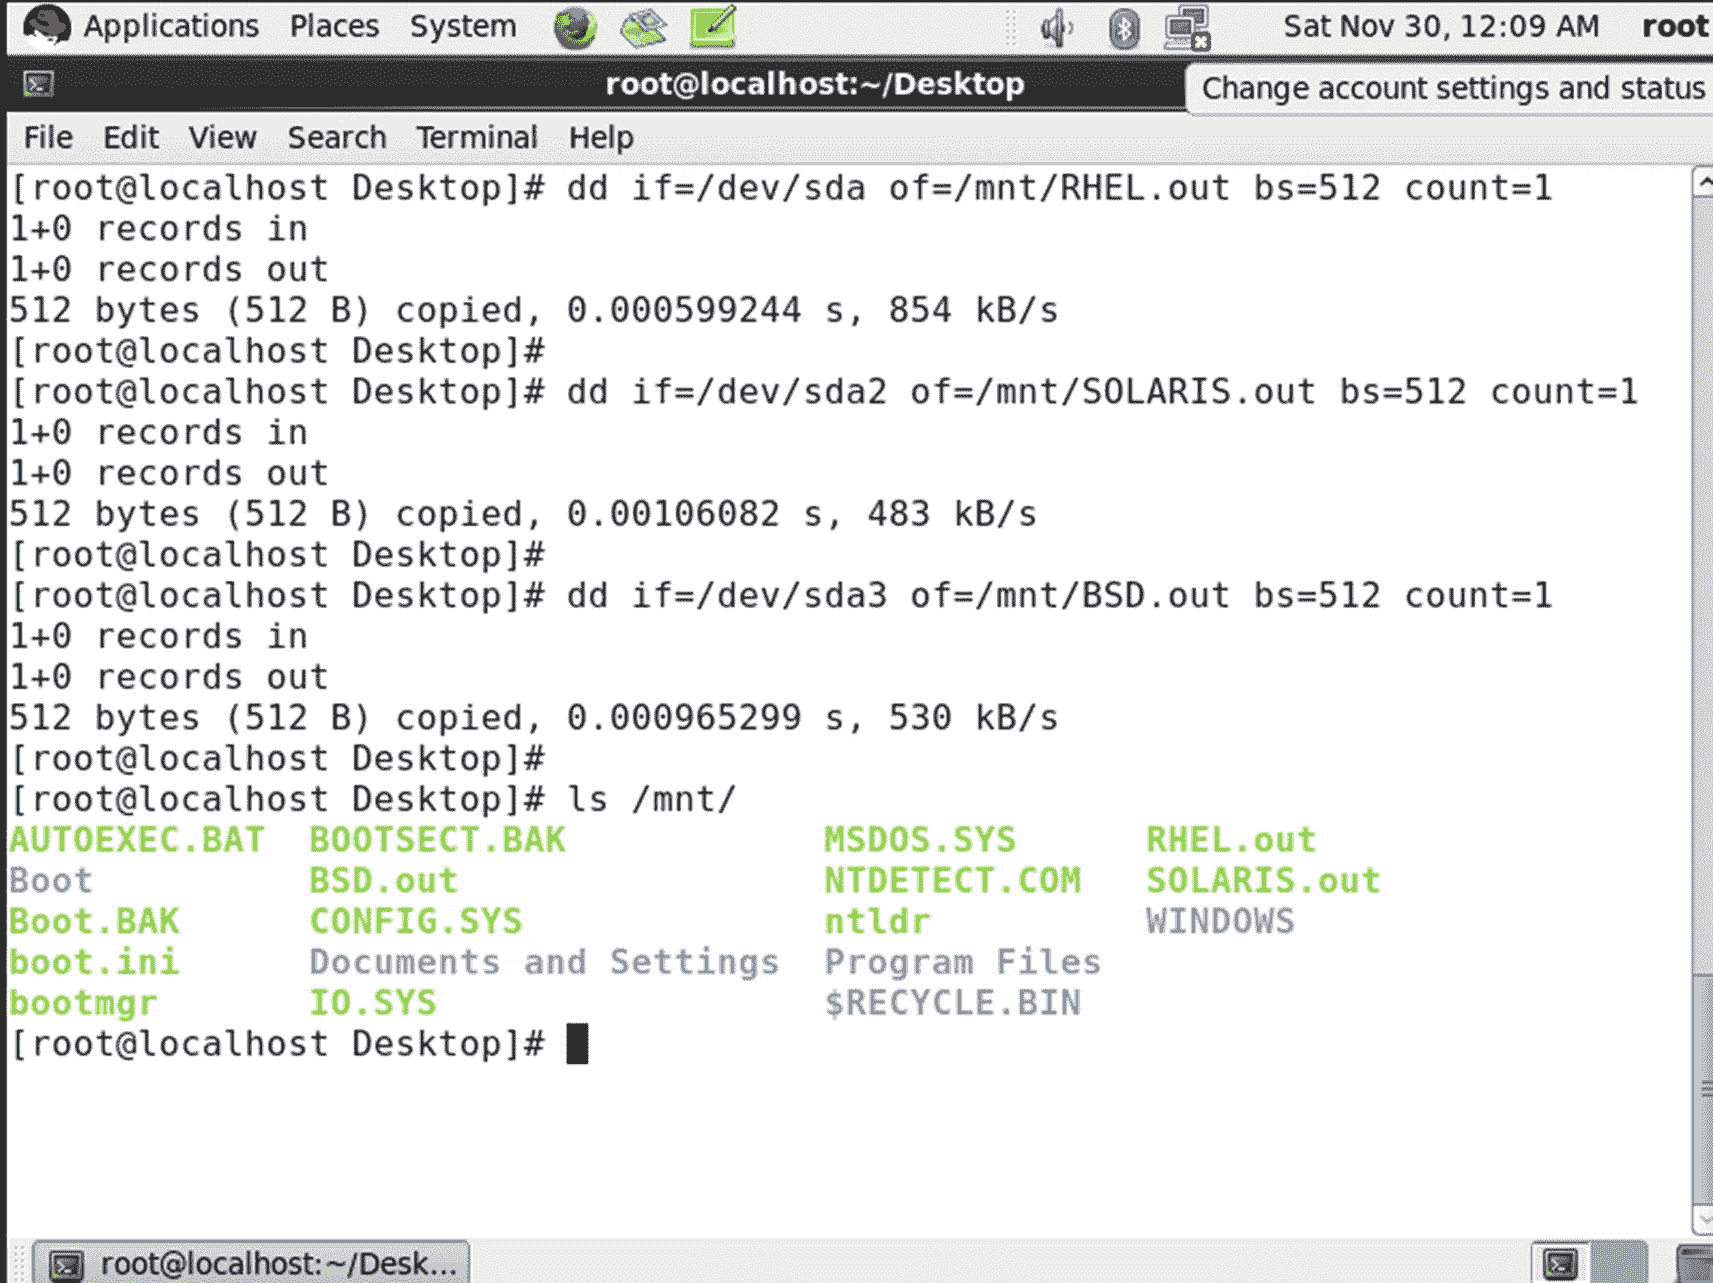 Applications Places System Sat Nov 30, 12:09 AM root
root@localhost:~/Desktop
Change account settings and status
File Edit View Search Terminal Help
[root@localhost Desktop]# dd if=/dev/sda of=/mnt/RHEL.out bs=512 count=1
1+0 records in
1+0 records out
512 bytes (512 B) copied, 0.000599244 s, 854 kB/s
[root@localhost Desktop]#
[root@localhost Desktop]# dd if=/dev/sda2 of=/mnt/SOLARIS.out bs=512 count=1
1+0 records in
1+0 records out
512 bytes (512 B) copied, 0.00106082 s, 483 kB/s
[root@localhost Desktop]#
[root@localhost Desktop]# dd if=/dev/sda3 of=/mnt/BSD.out bs=512 count=1
1+0 records in
1+0 records out
512 bytes (512 B) copied, 0.000965299 s, 530 kB/s
[root@localhost Desktop]#
[root@localhost Desktop]# ls /mnt/
AUTOEXEC.BAT BOOTSECT.BAK MSDOS.SYS RHEL.out
Boot BSD.out NTDETECT.COM SOLARIS.out
Boot.BAK CONFIG.SYS ntldr WINDOWS
boot.ini Documents and Settings Program Files
bootmgr IO.SYS $RECYCLE.BIN
[root@localhost Desktop]#
root@localhost:~/Desk...